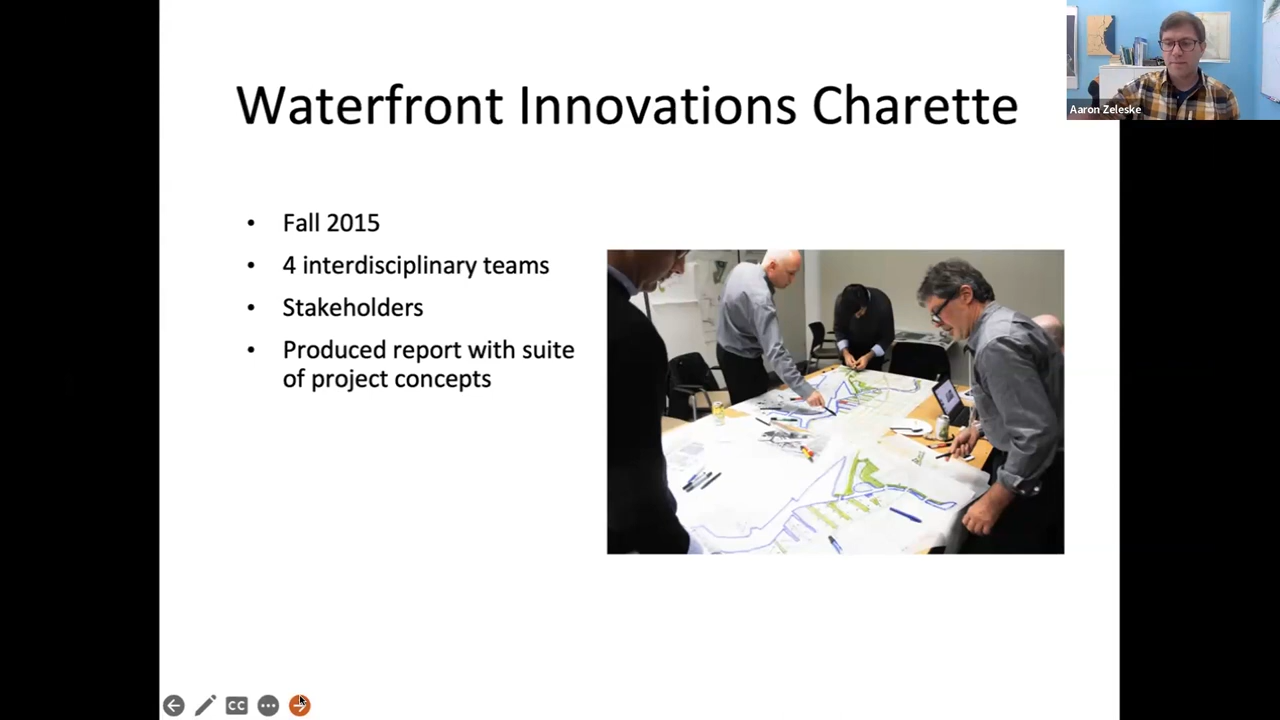 Waterfront Innovations Charette
Aaron Zeleske
• Fall 2015
• 4 interdisciplinary teams
• Stakeholders
• Produced report with suite
of project concepts
CC